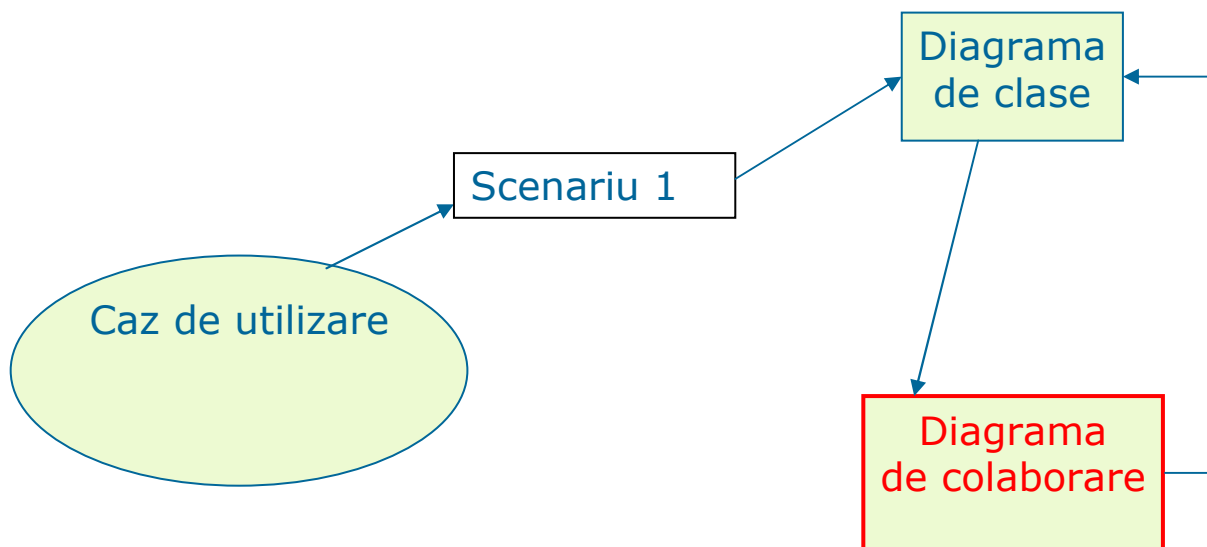 Diagrama
de clase
Scenariu 1
Caz de utilizare
Diagrama
de colaborare